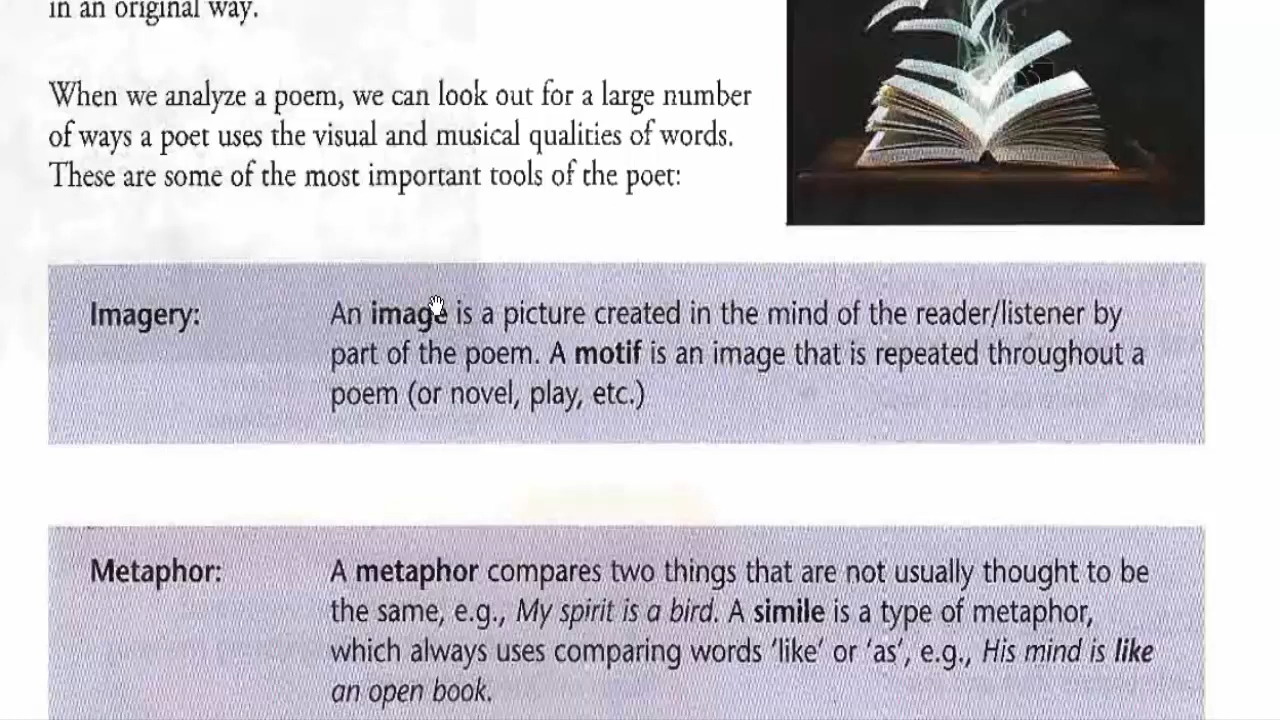 in an original way.
When we analyze a poem, we can look out for a large number
of ways a poet uses the visual and musical qualities of words.
These are some of the most important tools of the poet:
Imagery: An image is a picture created in the mind of the reader/listener by
part of the poem. A motif is an image that is repeated throughout a
poem (or novel, play, etc.)
Metaphor: A metaphor compares two things that are not usually thought to be
the same, e.g., My spirit is a bird. A simile is a type of metaphor,
which always uses comparing words 'like' or 'as', e.g., His mind is like
an open book.